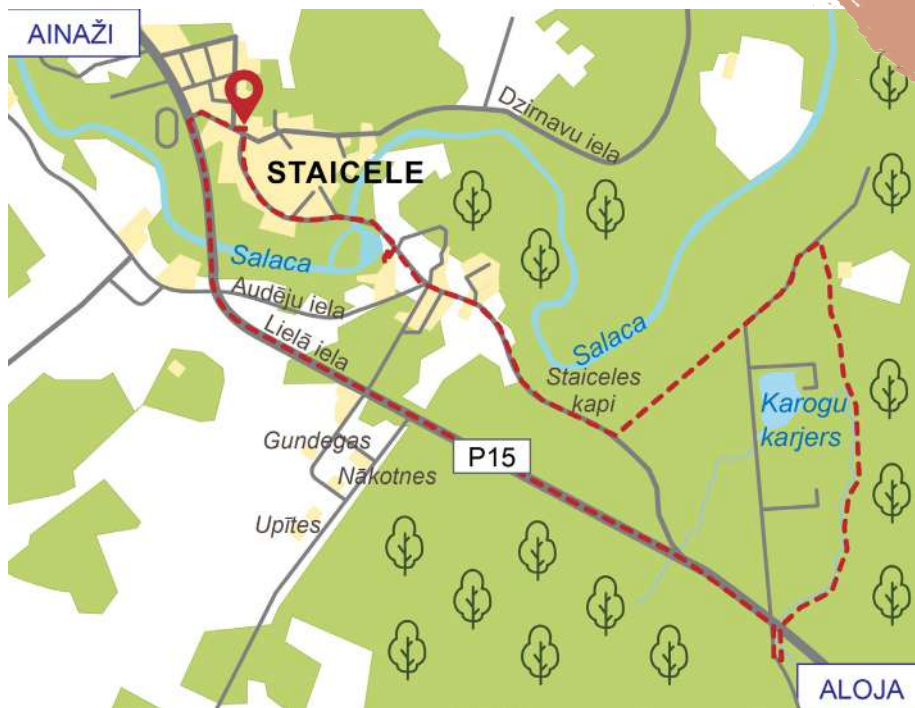 AINAŽI
Dzirnavu iela
STAICELE
Salaca
Audēju iela
Lielā iela
Salaca
Staiceles
kapi
Karogu
karjers
Gundegas
P15
Nākotnes
Upītes
ALOJA